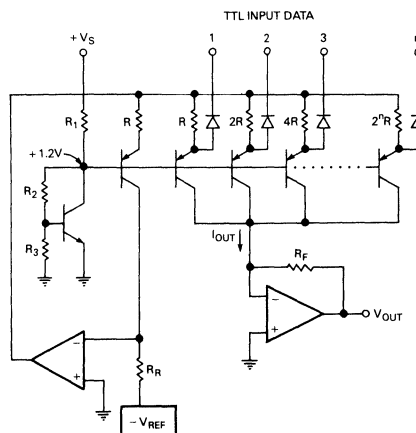 TTL INPUT DATA
+VS 1 2 3
R1 R R 2R 4R 2ⁿR
+1.2V
R2
R3
IOUT RF
− +
VOUT
− +
RR
−VREF